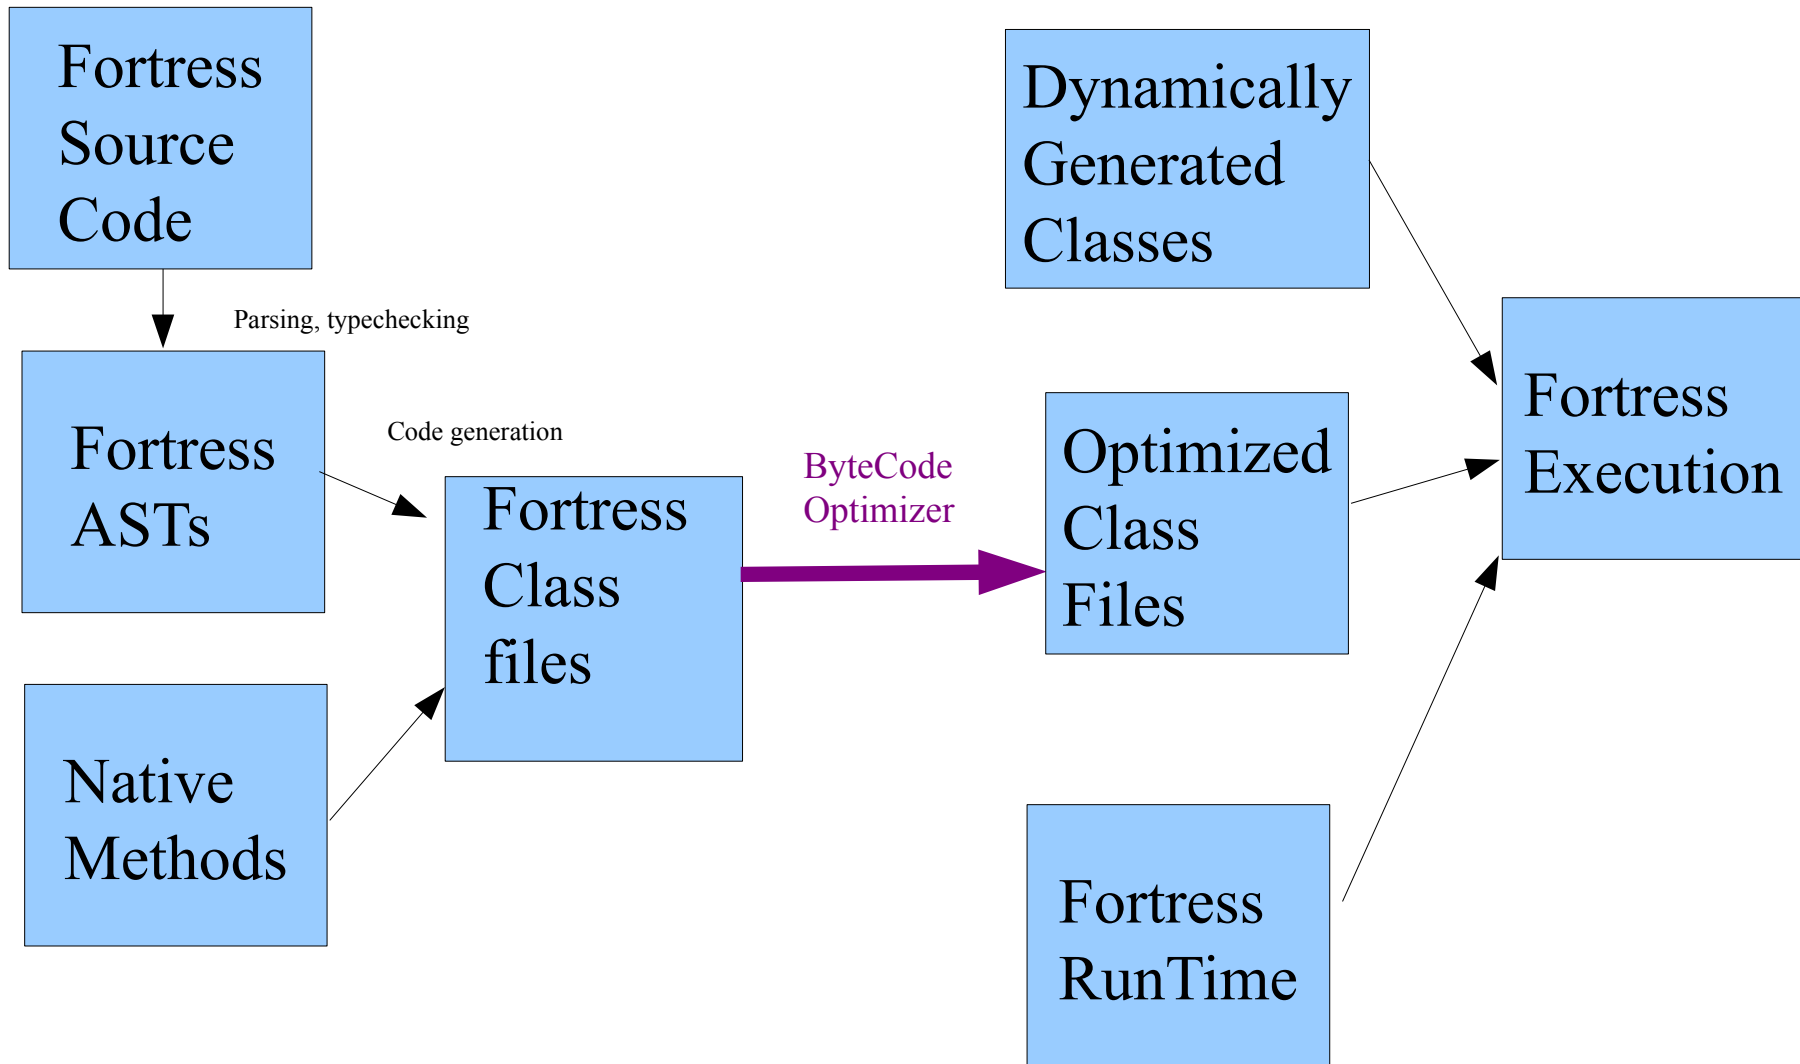 Fortress
Source
Code
Parsing, typechecking
Fortress
ASTs
Code generation
Native
Methods
Fortress
Class
files
ByteCode
Optimizer
Dynamically
Generated
Classes
Optimized
Class
Files
Fortress
RunTime
Fortress
Execution